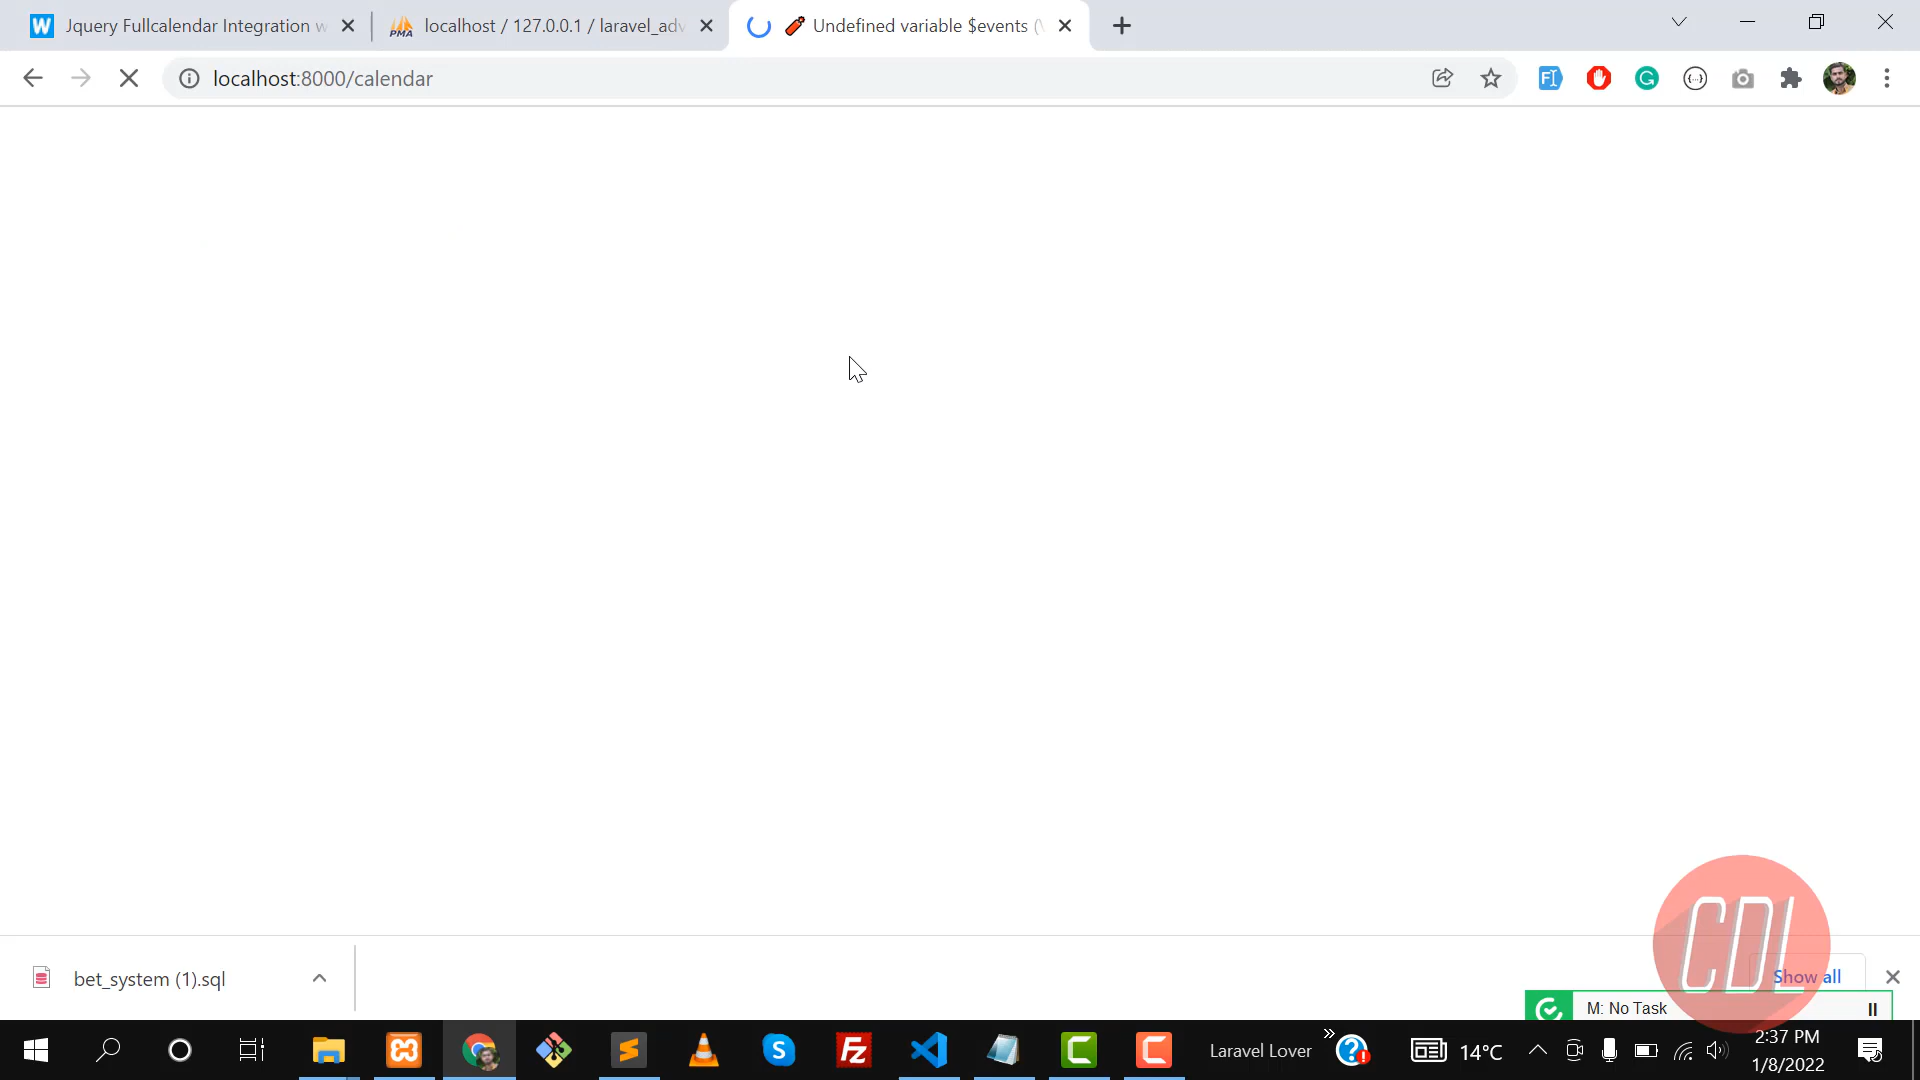 Jquery Fullcalendar Integration w
localhost / 127.0.0.1 / laravel_adv
Undefined variable $events (V
localhost:8000/calendar
bet_system (1).sql
Show all
CDL
M: No Task
Laravel Lover
14°C
2:37 PM
1/8/2022